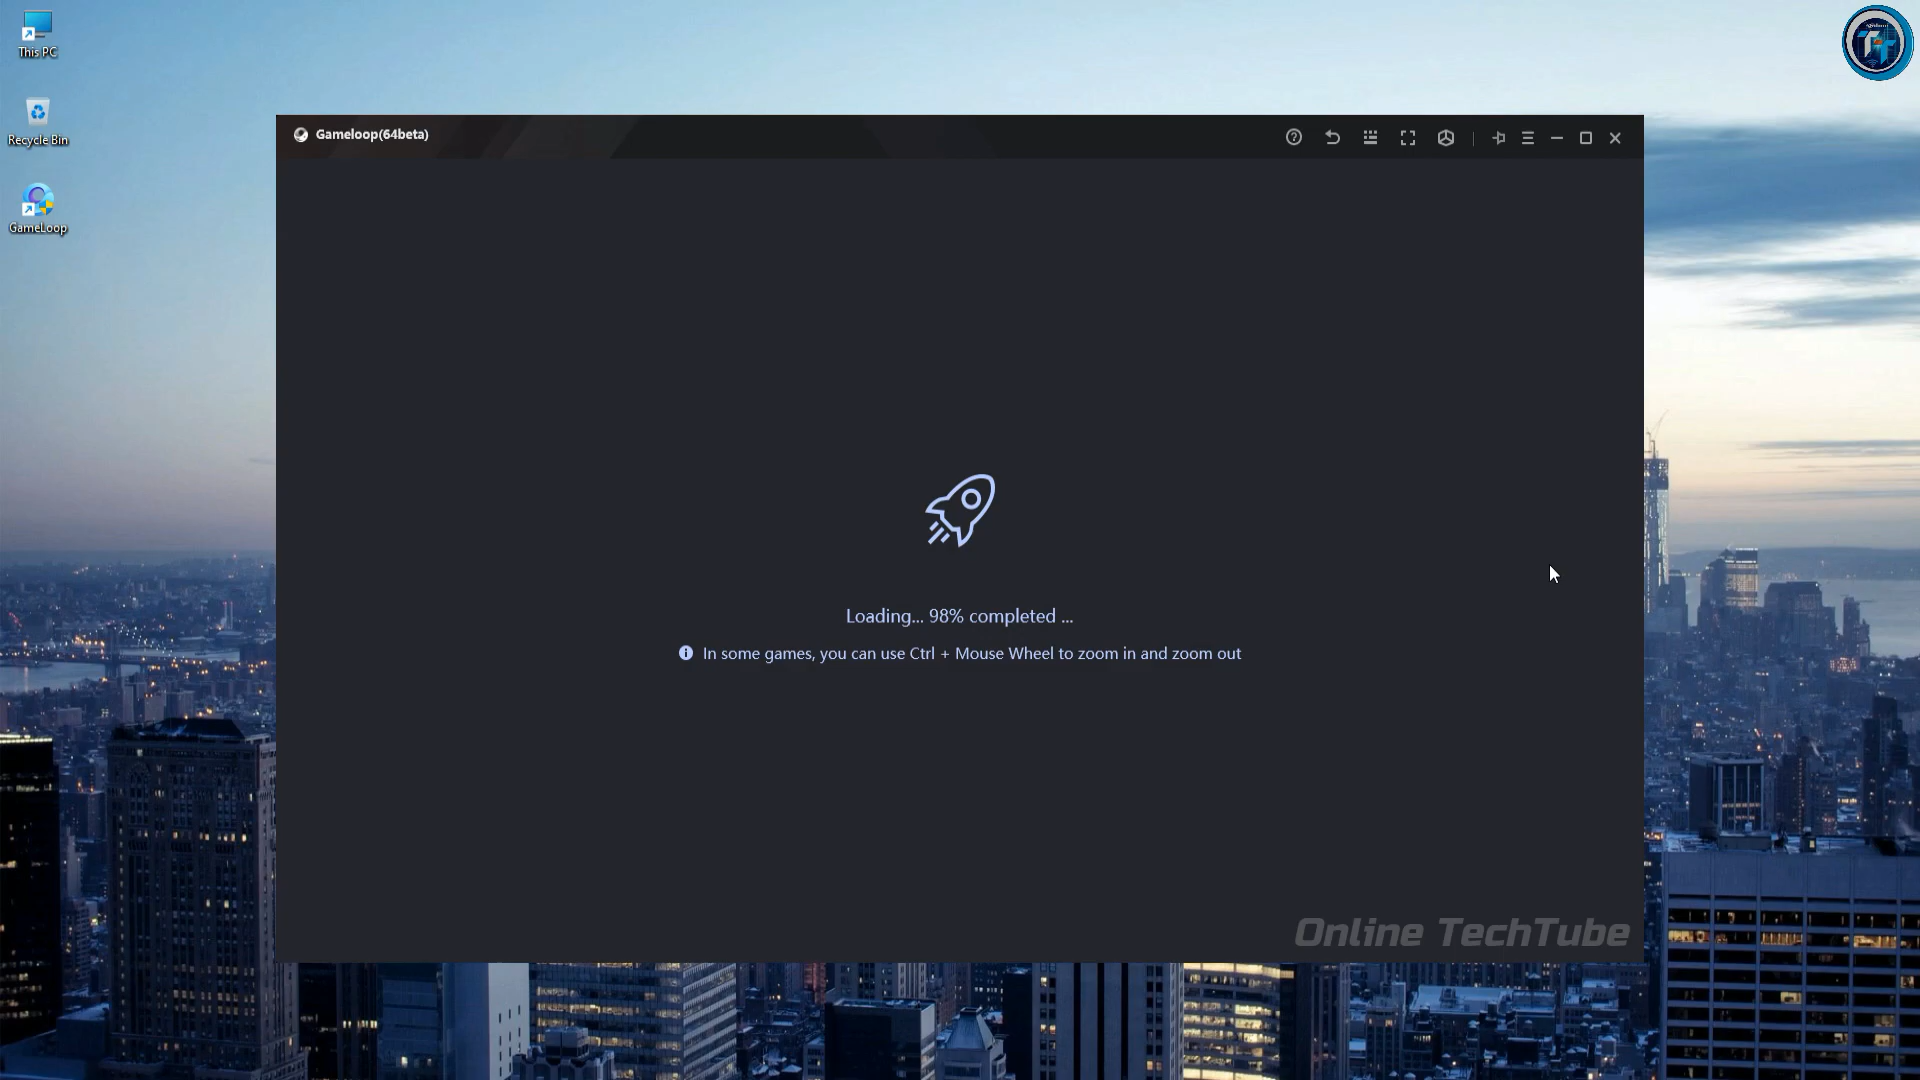 This PC
Recycle Bin
GameLoop
Gameloop(64beta)
Loading... 98% completed ...
In some games, you can use Ctrl + Mouse Wheel to zoom in and zoom out
Online TechTube